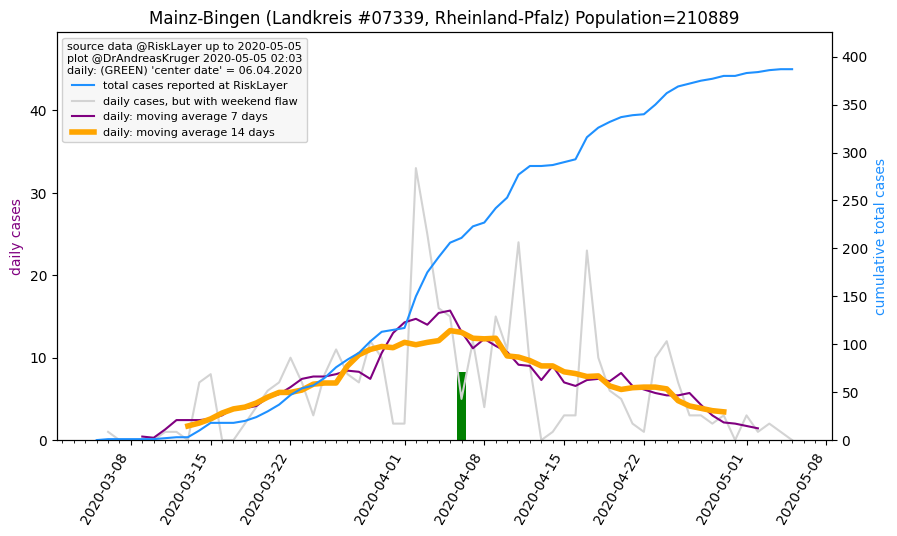 Mainz-Bingen (Landkreis #07339, Rheinland-Pfalz) Population=210889
source data @RiskLayer up to 2020-05-05
plot @DrAndreasKruger 2020-05-05 02:03
daily: (GREEN) 'center date' = 06.04.2020
total cases reported at RiskLayer
daily cases, but with weekend flaw
daily: moving average 7 days
daily: moving average 14 days
daily cases
40
30
20
10
0
cumulative total cases
400
350
300
250
200
150
100
50
0
2020-03-08
2020-03-15
2020-03-22
2020-04-01
2020-04-08
2020-04-15
2020-04-22
2020-05-01
2020-05-08